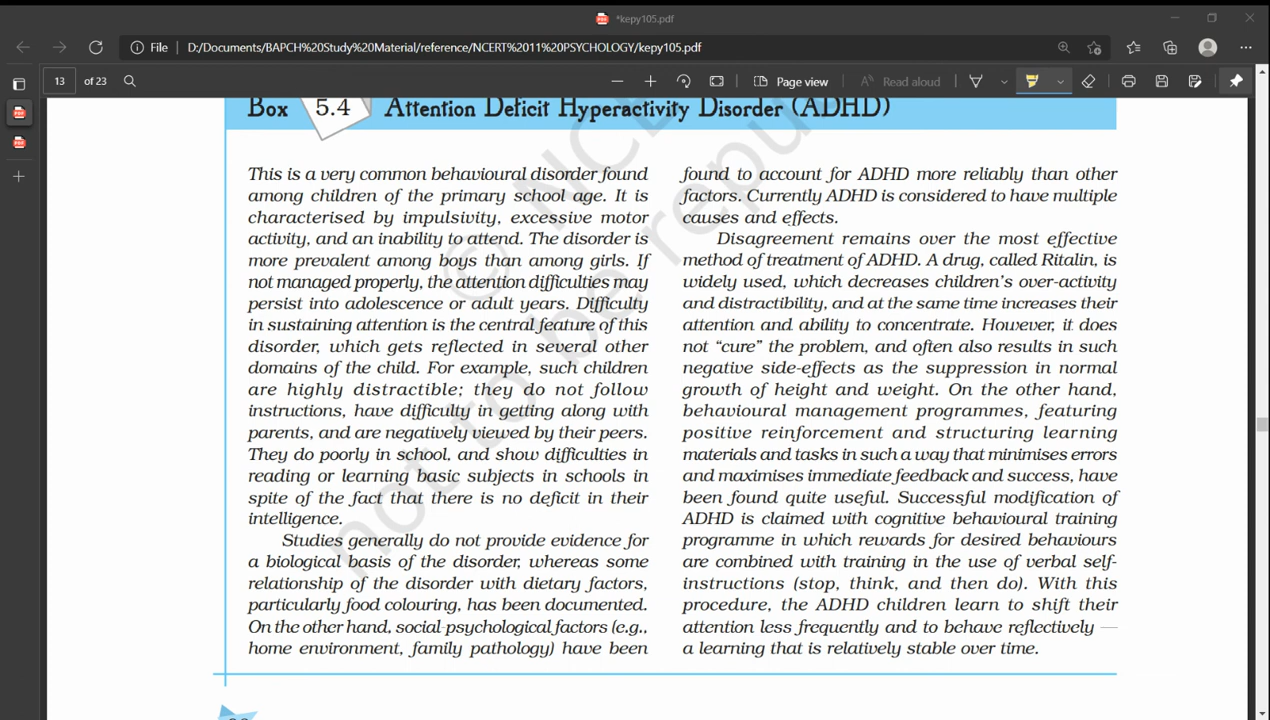 *kepy105.pdf
File D:/Documents/BAPCH%20Study%20Material/reference/NCERT%2011%20PSYCHOLOGY/kepy105.pdf
13 of 23 Page view Read aloud
Box 5.4 Attention Deficit Hyperactivity Disorder (ADHD)
This is a very common behavioural disorder found
among children of the primary school age. It is
characterised by impulsivity, excessive motor
activity, and an inability to attend. The disorder is
more prevalent among boys than among girls. If
not managed properly, the attention difficulties may
persist into adolescence or adult years. Difficulty
in sustaining attention is the central feature of this
disorder, which gets reflected in several other
domains of the child. For example, such children
are highly distractible; they do not follow
instructions, have difficulty in getting along with
parents, and are negatively viewed by their peers.
They do poorly in school, and show difficulties in
reading or learning basic subjects in schools in
spite of the fact that there is no deficit in their
intelligence.
Studies generally do not provide evidence for
a biological basis of the disorder, whereas some
relationship of the disorder with dietary factors,
particularly food colouring, has been documented.
On the other hand, social-psychological factors (e.g.,
home environment, family pathology) have been
found to account for ADHD more reliably than other
factors. Currently ADHD is considered to have multiple
causes and effects.
Disagreement remains over the most effective
method of treatment of ADHD. A drug, called Ritalin, is
widely used, which decreases children's over-activity
and distractibility, and at the same time increases their
attention and ability to concentrate. However, it does
not "cure" the problem, and often also results in such
negative side-effects as the suppression in normal
growth of height and weight. On the other hand,
behavioural management programmes, featuring
positive reinforcement and structuring learning
materials and tasks in such a way that minimises errors
and maximises immediate feedback and success, have
been found quite useful. Successful modification of
ADHD is claimed with cognitive behavioural training
programme in which rewards for desired behaviours
are combined with training in the use of verbal self-
instructions (stop, think, and then do). With this
procedure, the ADHD children learn to shift their
attention less frequently and to behave reflectively —
a learning that is relatively stable over time.
© NCE
not to be repu